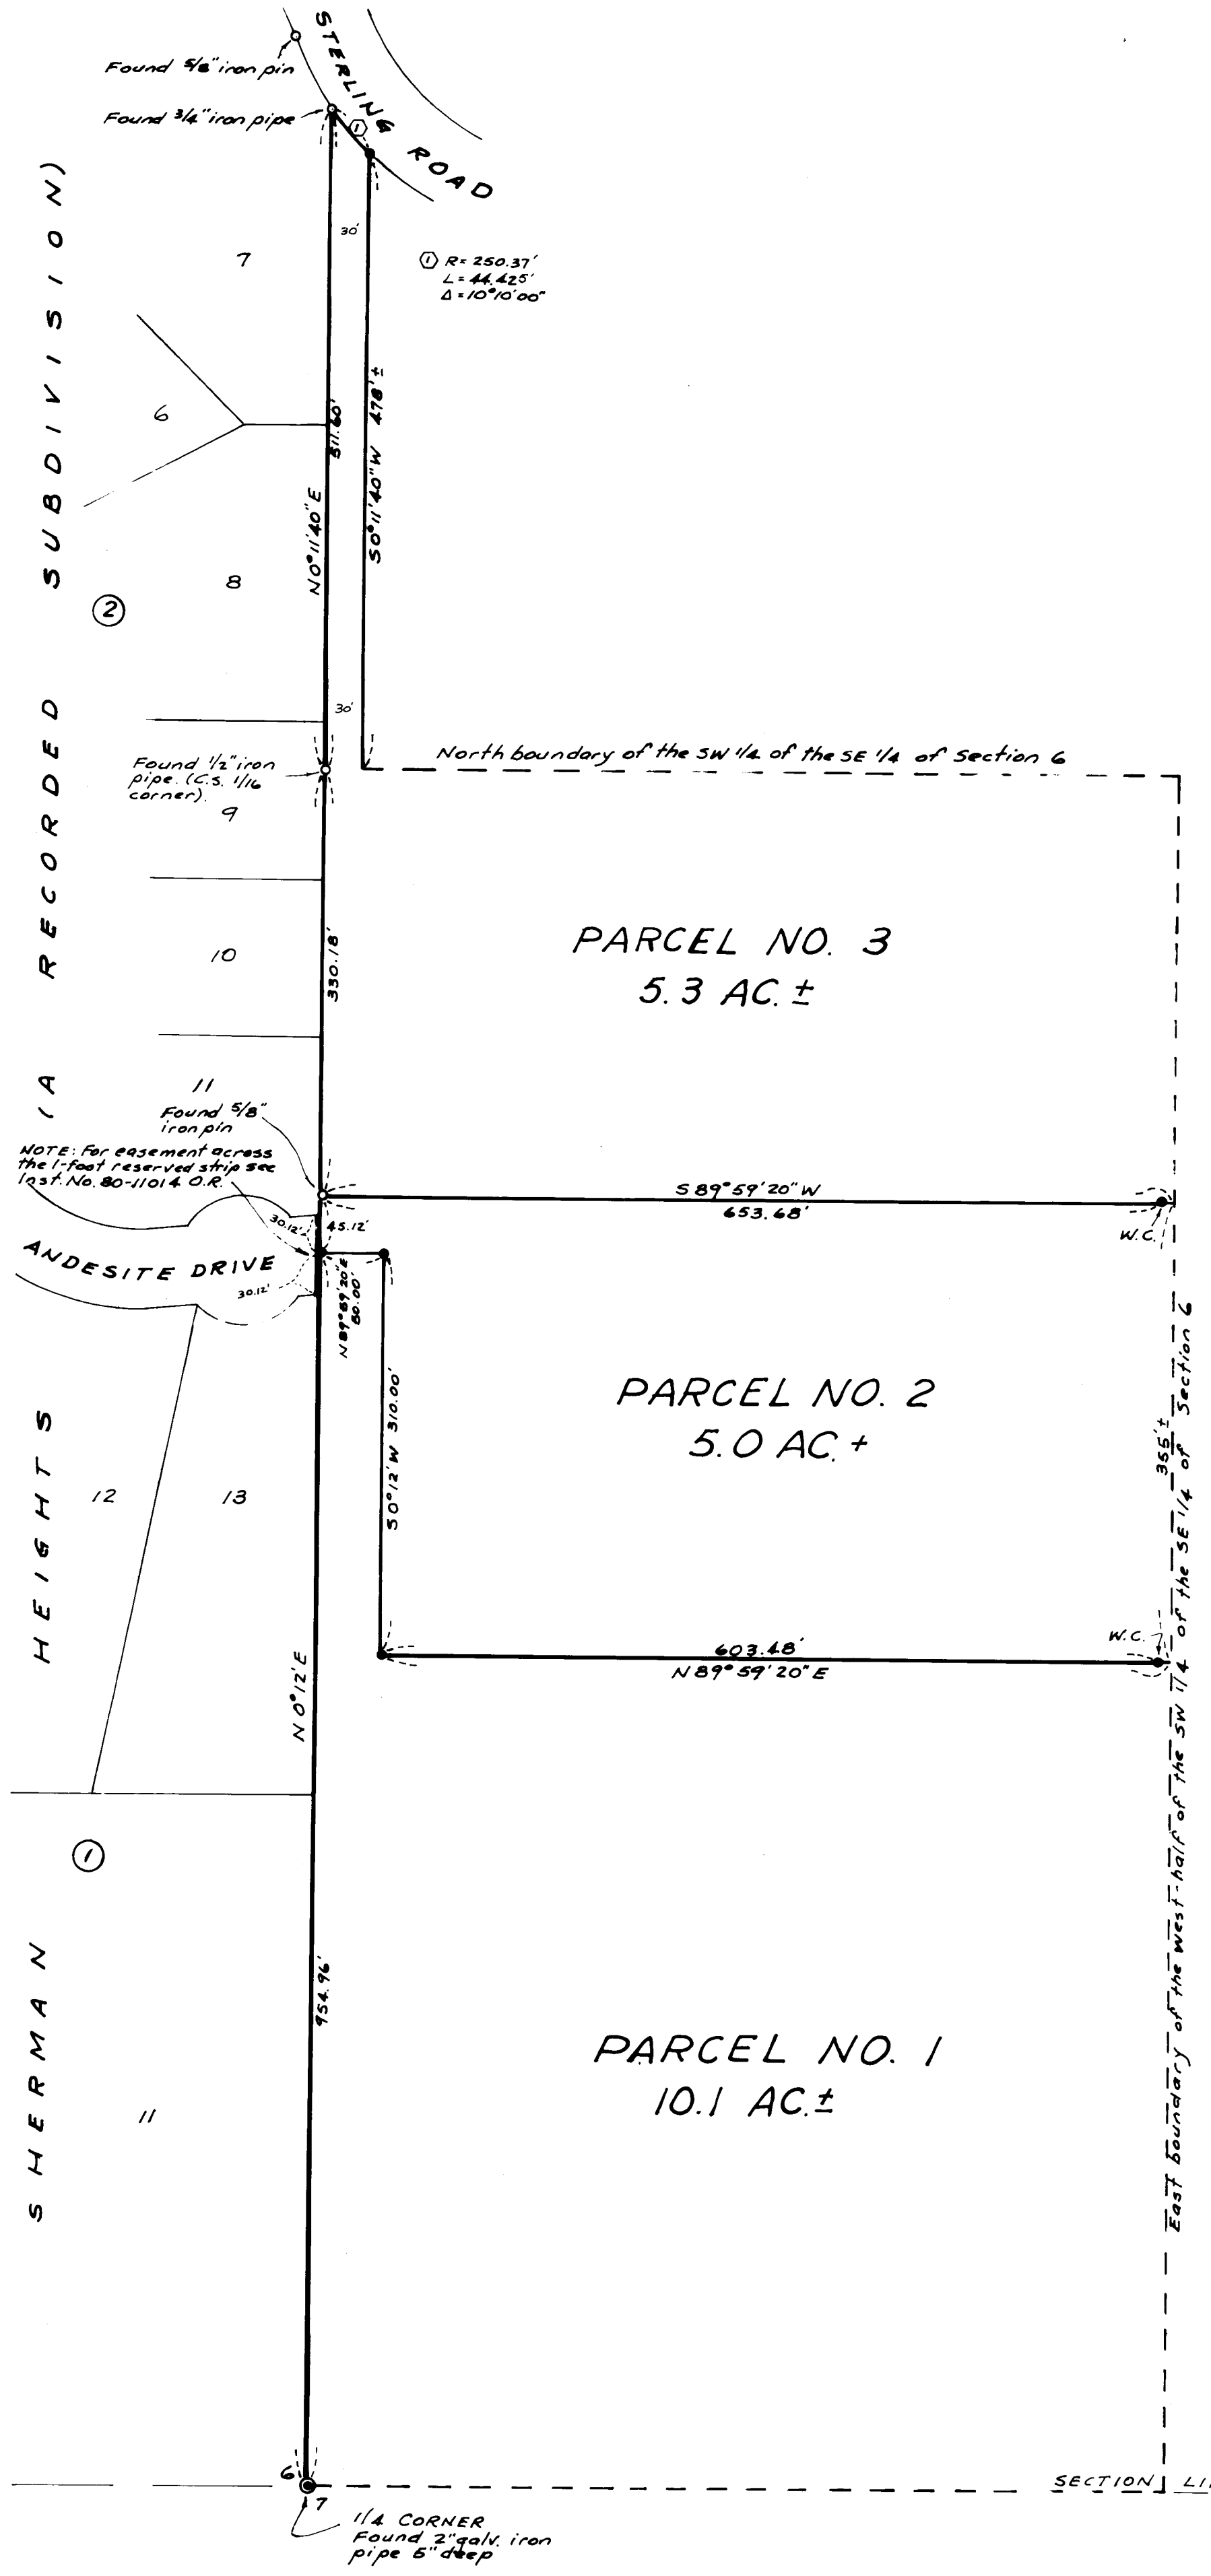 STERLING ROAD
Found 5/8" iron pin
Found 3/4" iron pipe
1
30'
7
1 R= 250.37'
L= 44.425'
Δ= 10°10'00"
6
511.60'
S0°11'40"W 478'±
N0°11'40"E
8
2
30'
North boundary of the SW 1/4 of the SE 1/4 of Section 6
Found 1/2" iron
pipe. (C.S. 1/16
corner).
9
10
330.18'
PARCEL NO. 3
5.3 AC.±
11
Found 5/8"
iron pin
NOTE: For easement across
the 1-foot reserved strip see
Inst. No. 80-11014 O.R.
S 89°59'20" W
653.68'
W.C.
30.12'
45.12'
ANDESITE DRIVE
30.12'
N89°59'20"E
50.00'
S0°12'W 310.00'
PARCEL NO. 2
5.0 AC.+
355'±
12
13
W.C.
603.48'
N 89°59'20" E
N 0°12'E
East boundary of the west-half of the SW 1/4 of the SE 1/4 of Section 6
1
954.96'
PARCEL NO. 1
10.1 AC.±
11
SHERMAN HEIGHTS (A RECORDED SUBDIVISION)
6
7
SECTION
1/4 CORNER
Found 2" galv. iron
pipe 5" deep